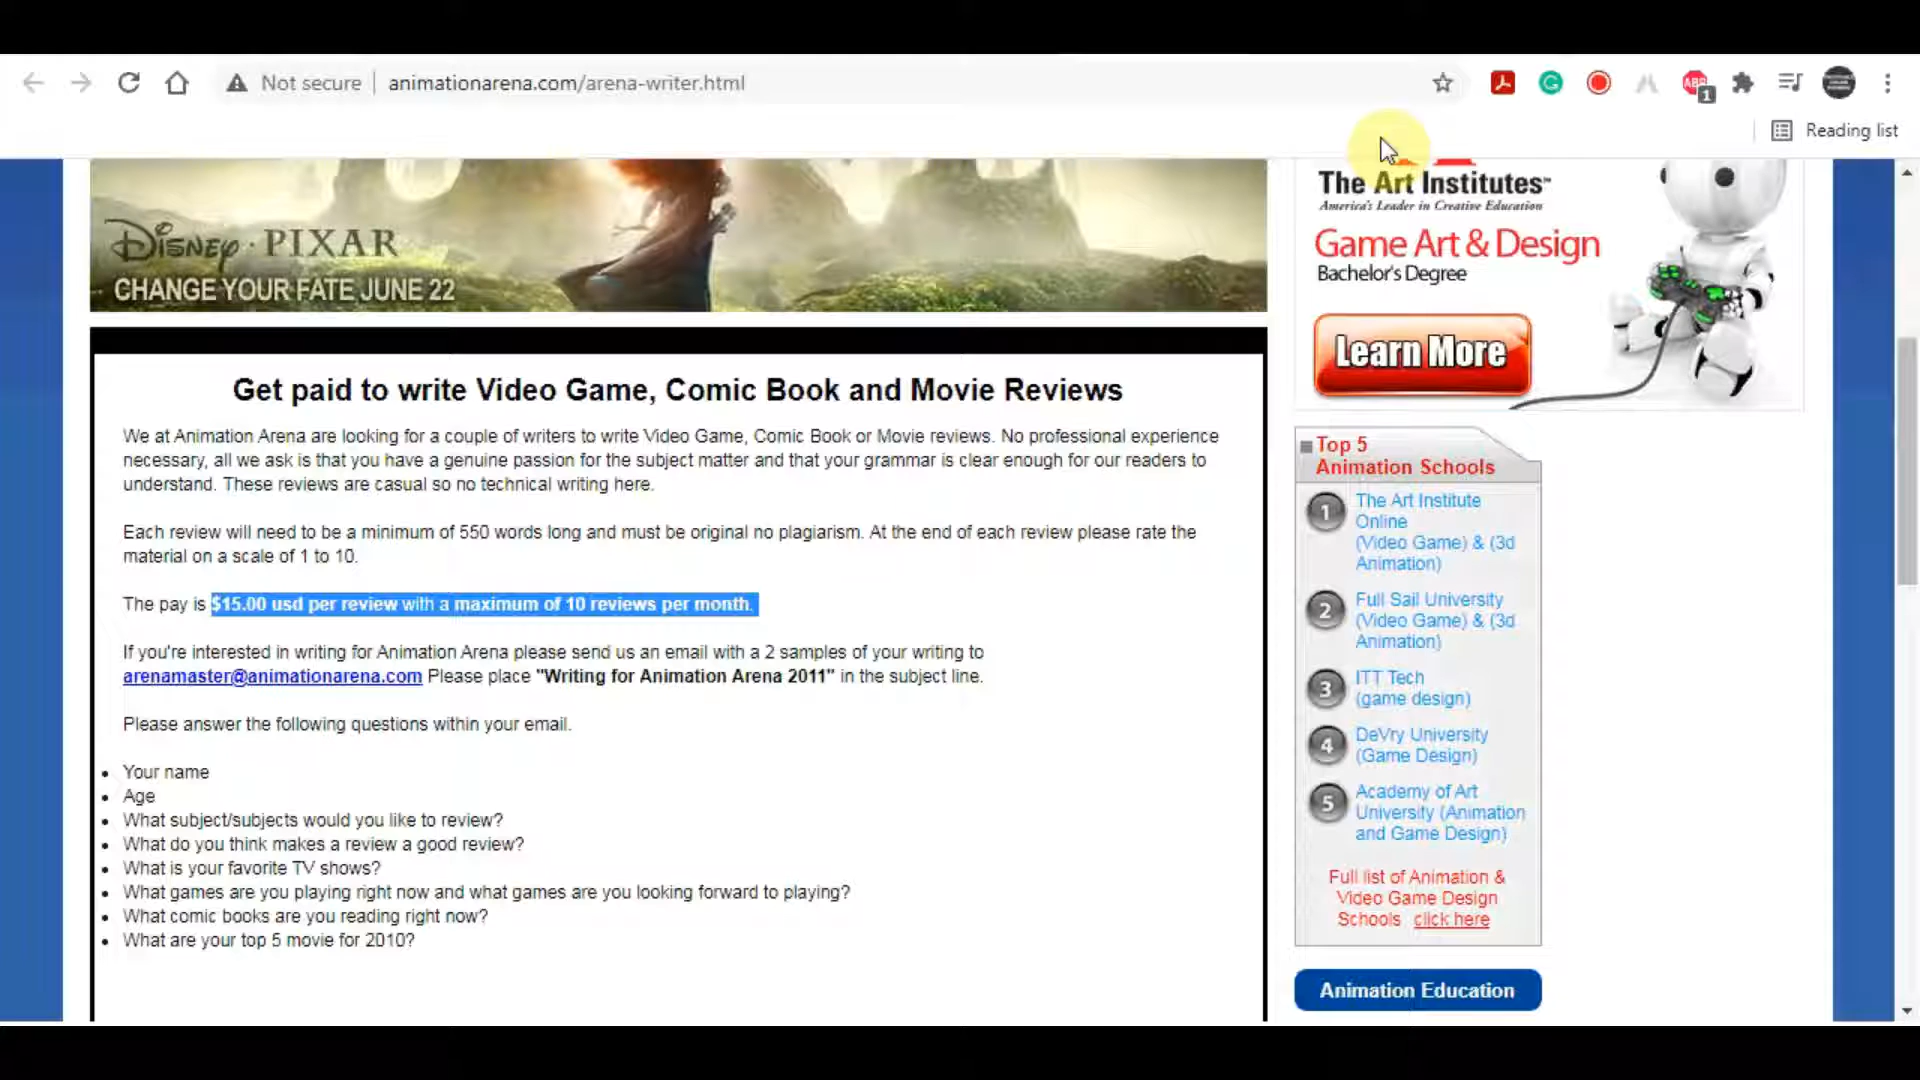 Not secure
animationarena.com/arena-writer.html
ABP
1
Reading list
DISNEY · PIXAR
CHANGE YOUR FATE JUNE 22
Get paid to write Video Game, Comic Book and Movie Reviews
We at Animation Arena are looking for a couple of writers to write Video Game, Comic Book or Movie reviews. No professional experience
necessary, all we ask is that you have a genuine passion for the subject matter and that your grammar is clear enough for our readers to
understand. These reviews are casual so no technical writing here.
Each review will need to be a minimum of 550 words long and must be original no plagiarism. At the end of each review please rate the
material on a scale of 1 to 10.
The pay is $15.00 usd per review with a maximum of 10 reviews per month.
If you're interested in writing for Animation Arena please send us an email with a 2 samples of your writing to
arenamaster@animationarena.com Please place "Writing for Animation Arena 2011" in the subject line.
Please answer the following questions within your email.
• Your name
• Age
• What subject/subjects would you like to review?
• What do you think makes a review a good review?
• What is your favorite TV shows?
• What games are you playing right now and what games are you looking forward to playing?
• What comic books are you reading right now?
• What are your top 5 movie for 2010?
The Art Institutes℠
America's Leader in Creative Education
Game Art & Design
Bachelor's Degree
Learn More
Top 5
Animation Schools
1 The Art Institute
Online
(Video Game) & (3d
Animation)
2 Full Sail University
(Video Game) & (3d
Animation)
3 ITT Tech
(game design)
4 DeVry University
(Game Design)
5 Academy of Art
University (Animation
and Game Design)
Full list of Animation &
Video Game Design
Schools click here
Animation Education